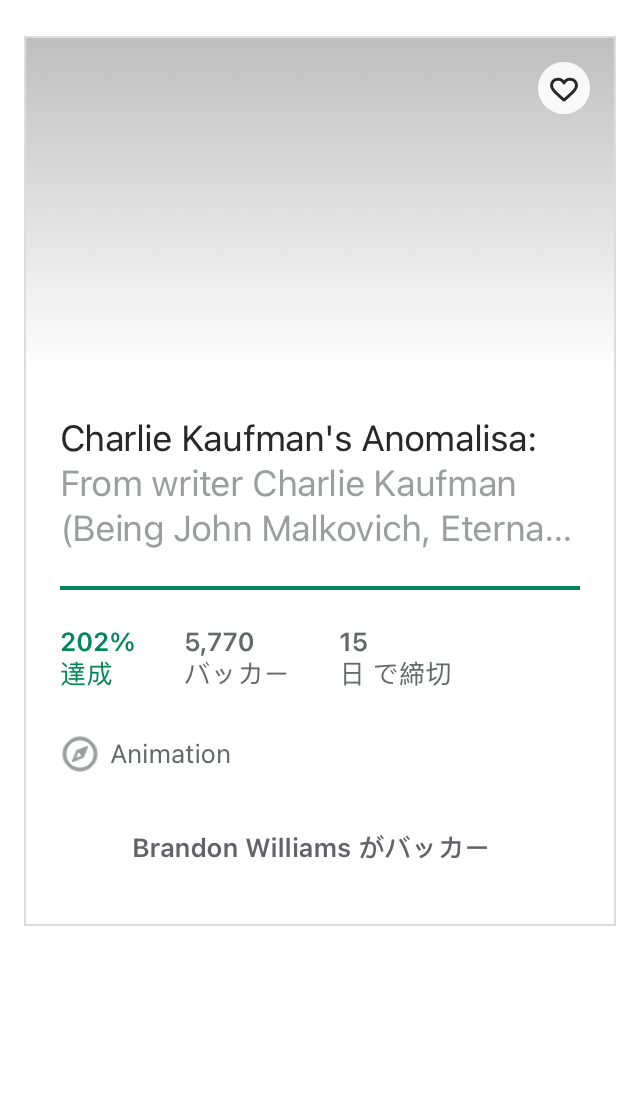 Charlie Kaufman's Anomalisa:
From writer Charlie Kaufman
(Being John Malkovich, Eterna...
202%
達成
5,770
バッカー
15
日 で締切
Animation
Brandon Williams がバッカー